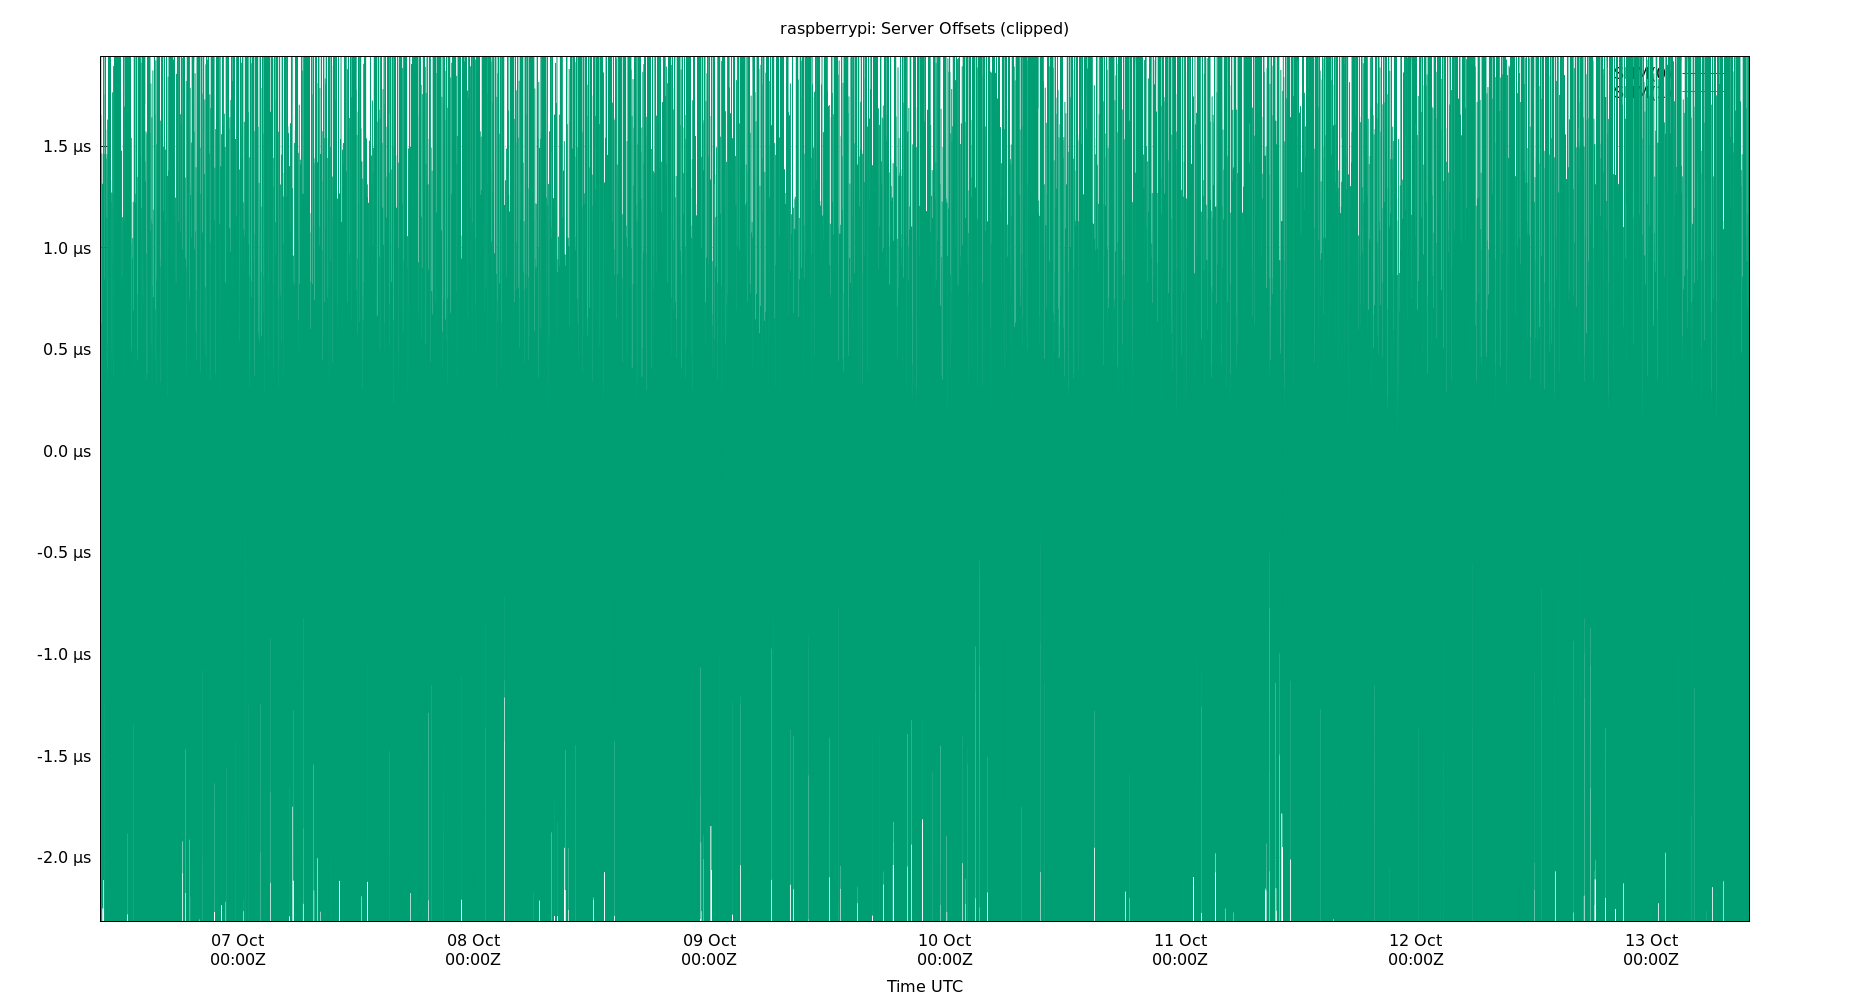 raspberrypi: Server Offsets (clipped)
1.5 µs
1.0 µs
0.5 µs
0.0 µs
-0.5 µs
-1.0 µs
-1.5 µs
-2.0 µs
07 Oct 08 Oct 09 Oct 10 Oct 11 Oct 12 Oct 13 Oct
00:00Z 00:00Z 00:00Z 00:00Z 00:00Z 00:00Z 00:00Z
Time UTC